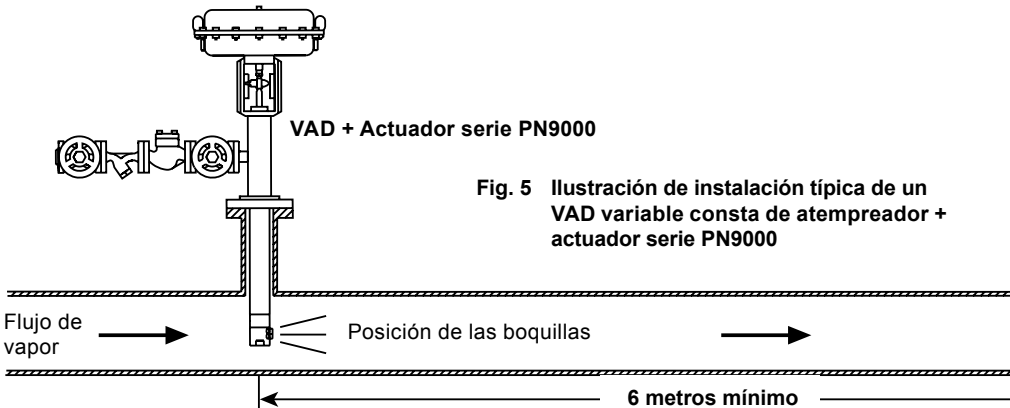 VAD + Actuador serie PN9000
Fig. 5 Ilustración de instalación típica de un
VAD variable consta de atempreador +
actuador serie PN9000
Flujo de
vapor
Posición de las boquillas
6 metros mínimo